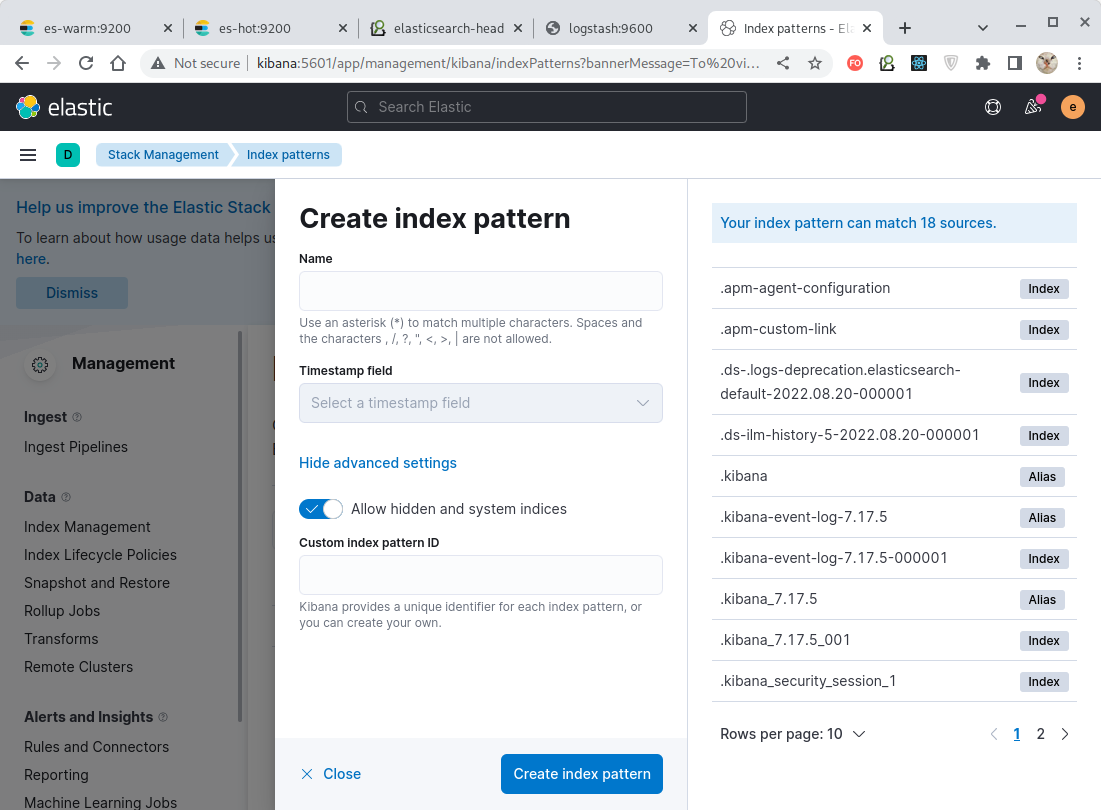 es-warm:9200
es-hot:9200
elasticsearch-head
logstash:9600
Index patterns - Ela
Not secure
kibana:5601/app/management/kibana/indexPatterns?bannerMessage=To%20vi...
FO
elastic
Search Elastic
e
D
Stack Management
Index patterns
Help us improve the Elastic Stack
To learn about how usage data helps us
here.
Dismiss
Management
Ingest
Ingest Pipelines
Data
Index Management
Index Lifecycle Policies
Snapshot and Restore
Rollup Jobs
Transforms
Remote Clusters
Alerts and Insights
Rules and Connectors
Reporting
Machine Learning Jobs
Create index pattern
Name
Use an asterisk (*) to match multiple characters. Spaces and
the characters , /, ?, ", <, >, | are not allowed.
Timestamp field
Select a timestamp field
Hide advanced settings
Allow hidden and system indices
Custom index pattern ID
Kibana provides a unique identifier for each index pattern, or
you can create your own.
Close
Create index pattern
Your index pattern can match 18 sources.
.apm-agent-configuration Index
.apm-custom-link Index
.ds-.logs-deprecation.elasticsearch-
default-2022.08.20-000001 Index
.ds-ilm-history-5-2022.08.20-000001 Index
.kibana Alias
.kibana-event-log-7.17.5 Alias
.kibana-event-log-7.17.5-000001 Index
.kibana_7.17.5 Alias
.kibana_7.17.5_001 Index
.kibana_security_session_1 Index
Rows per page: 10
1 2